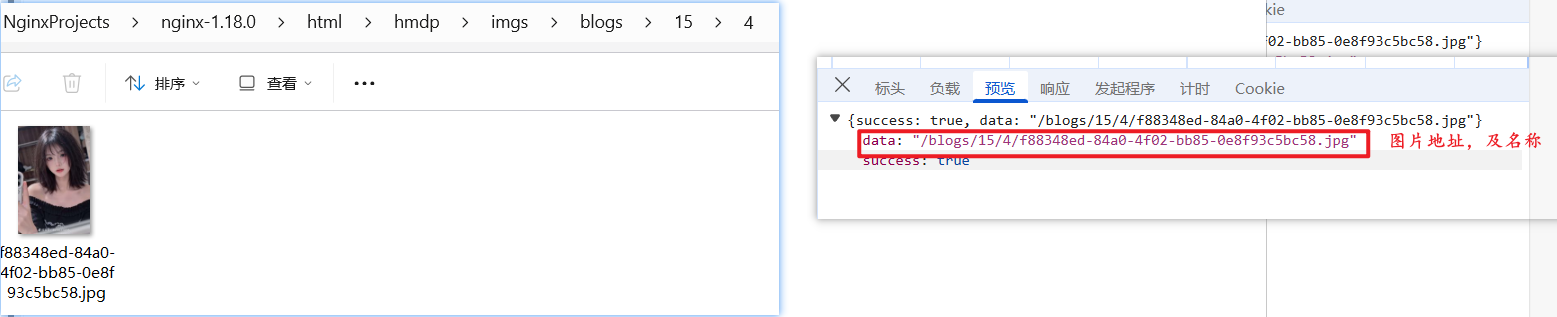 NginxProjects > nginx-1.18.0 > html > hmdp > imgs > blogs > 15 > 4
排序 查看 •••
f88348ed-84a0-
4f02-bb85-0e8f
93c5bc58.jpg
kie
02-bb85-0e8f93c5bc58.jpg"}
标头 负载 预览 响应 发起程序 计时 Cookie
{success: true, data: "/blogs/15/4/f88348ed-84a0-4f02-bb85-0e8f93c5bc58.jpg"}
data: "/blogs/15/4/f88348ed-84a0-4f02-bb85-0e8f93c5bc58.jpg"
图片地址，及名称
success: true